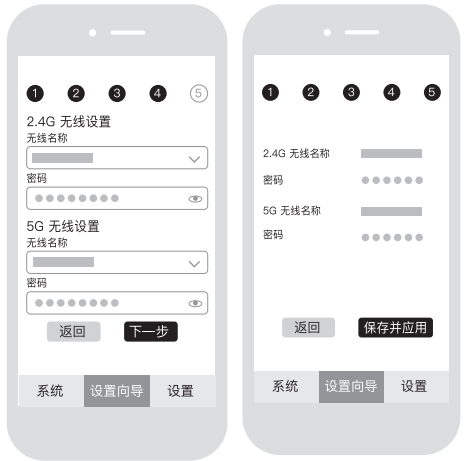 1 2 3 4 5
2.4G 无线设置
无线名称
密码
5G 无线设置
无线名称
密码
返回 下一步
系统 设置向导 设置
1 2 3 4 5
2.4G 无线名称
密码
5G 无线名称
密码
返回 保存并应用
系统 设置向导 设置